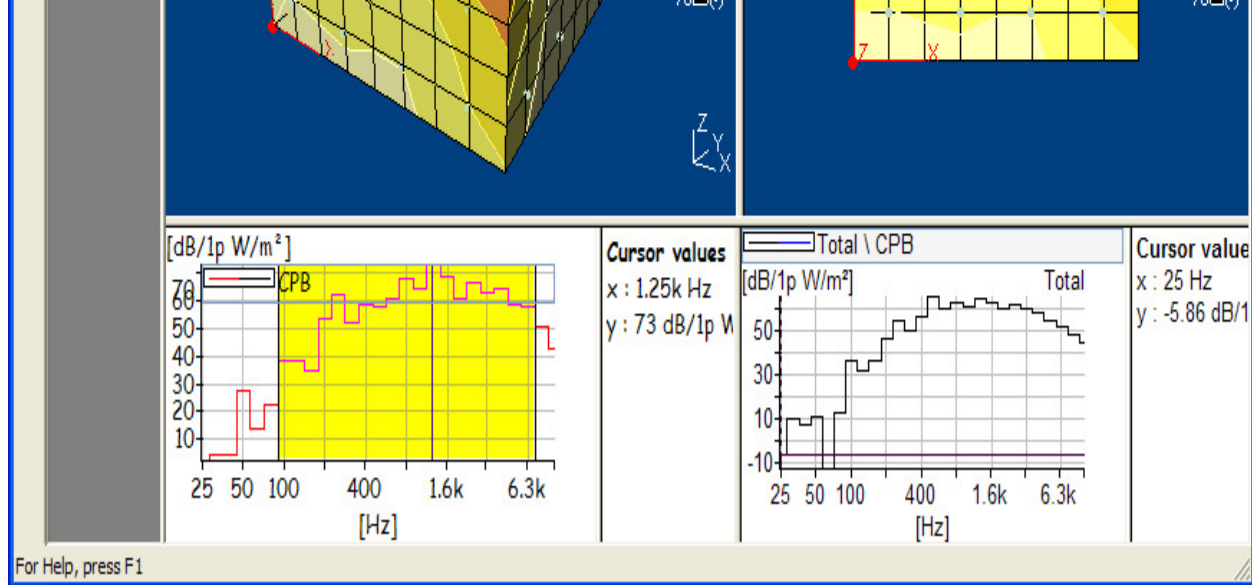 Z
X
Z
Y
X
X
[dB/1p W/m²]
CPB
70
60
50
40
30
20
10
25 50 100 400 1.6k 6.3k
[Hz]
Cursor values
x : 1.25k Hz
y : 73 dB/1p W
Total \ CPB
[dB/1p W/m²]
Total
50
30
10
-10
25 50 100 400 1.6k 6.3k
[Hz]
Cursor value
x : 25 Hz
y : -5.86 dB/1
For Help, press F1